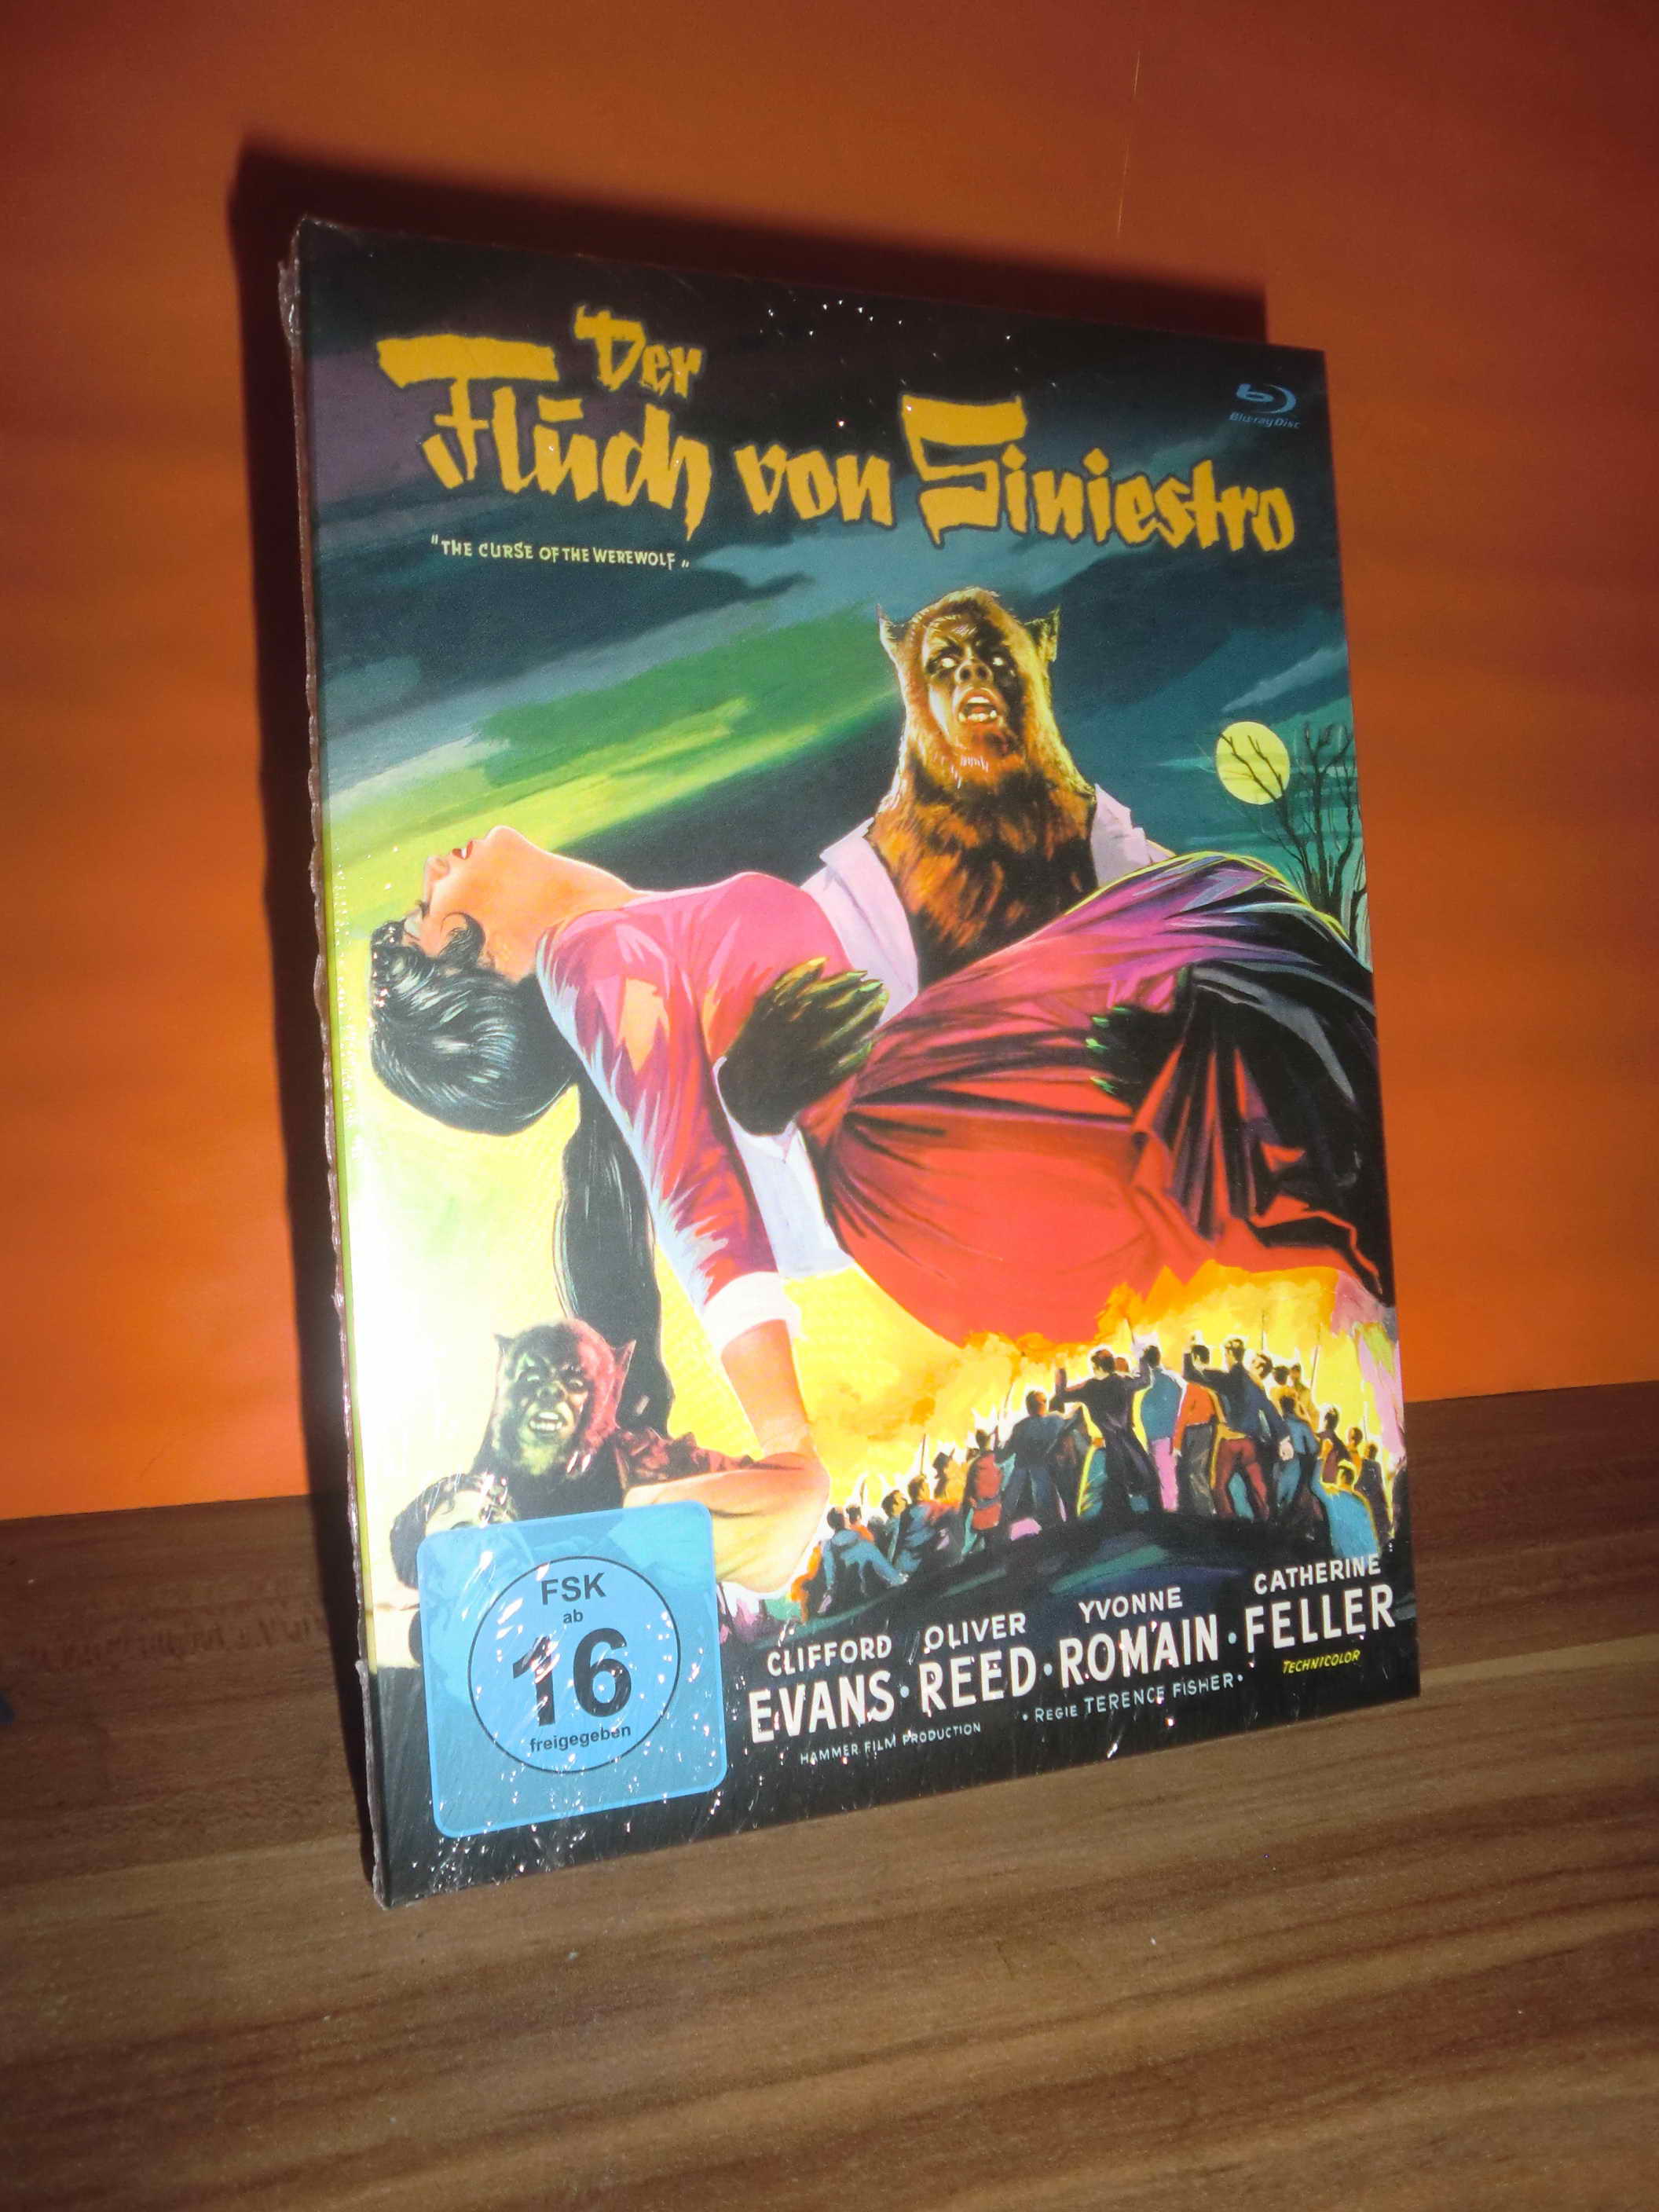 Der
Fluch von Siniestro
Blu-ray Disc
"THE CURSE OF THE WEREWOLF"
FSK
ab
16
freigegeben
CLIFFORD OLIVER YVONNE CATHERINE
EVANS · REED · ROMAIN · FELLER
HAMMER FILM PRODUCTION • REGIE TERENCE FISHER • TECHNICOLOR